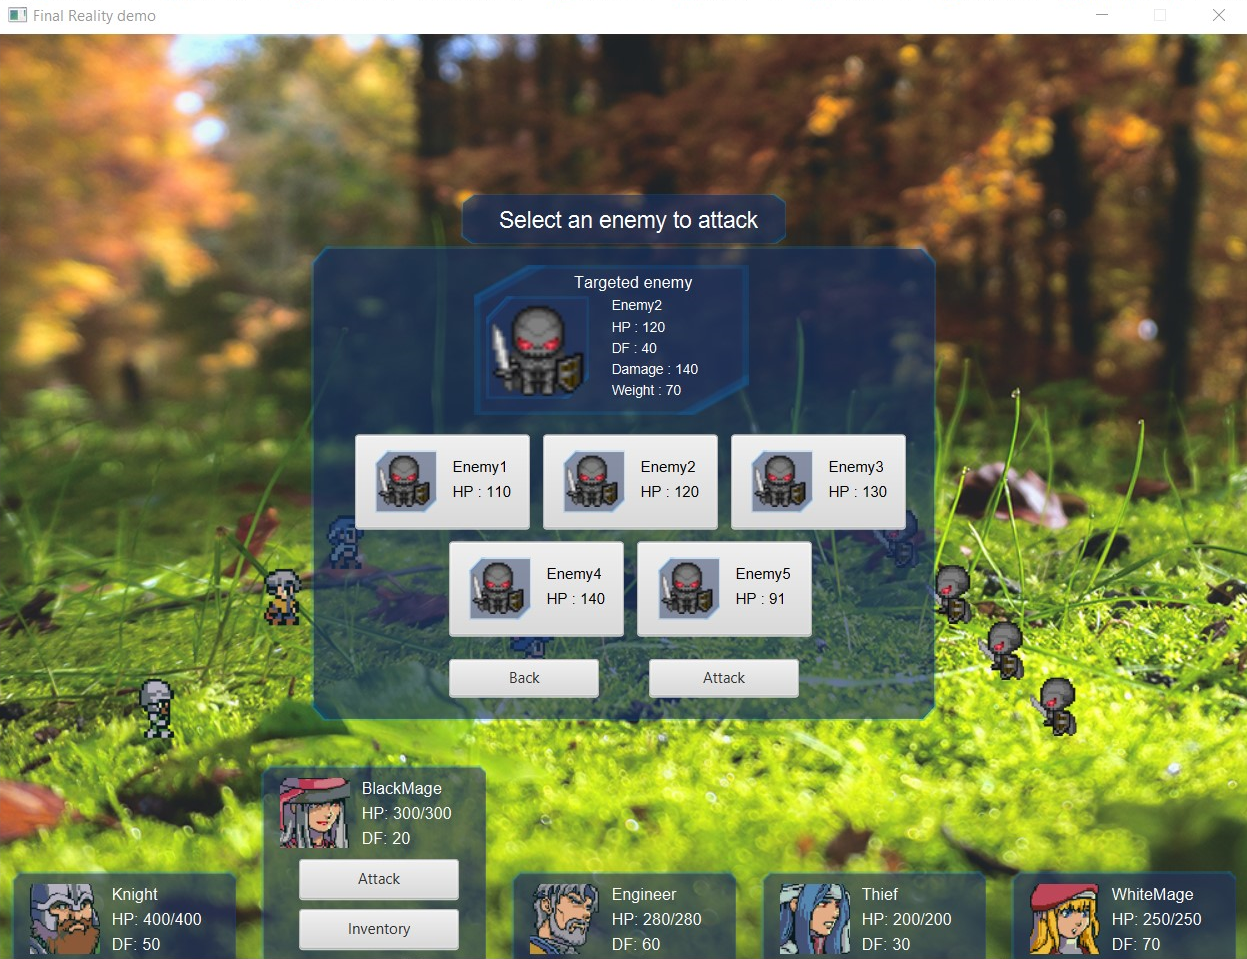 Final Reality demo
Select an enemy to attack
Targeted enemy
Enemy2
HP : 120
DF : 40
Damage : 140
Weight : 70
Enemy1
HP : 110
Enemy2
HP : 120
Enemy3
HP : 130
Enemy4
HP : 140
Enemy5
HP : 91
Back
Attack
Knight
HP: 400/400
DF: 50
BlackMage
HP: 300/300
DF: 20
Attack
Inventory
Engineer
HP: 280/280
DF: 60
Thief
HP: 200/200
DF: 30
WhiteMage
HP: 250/250
DF: 70